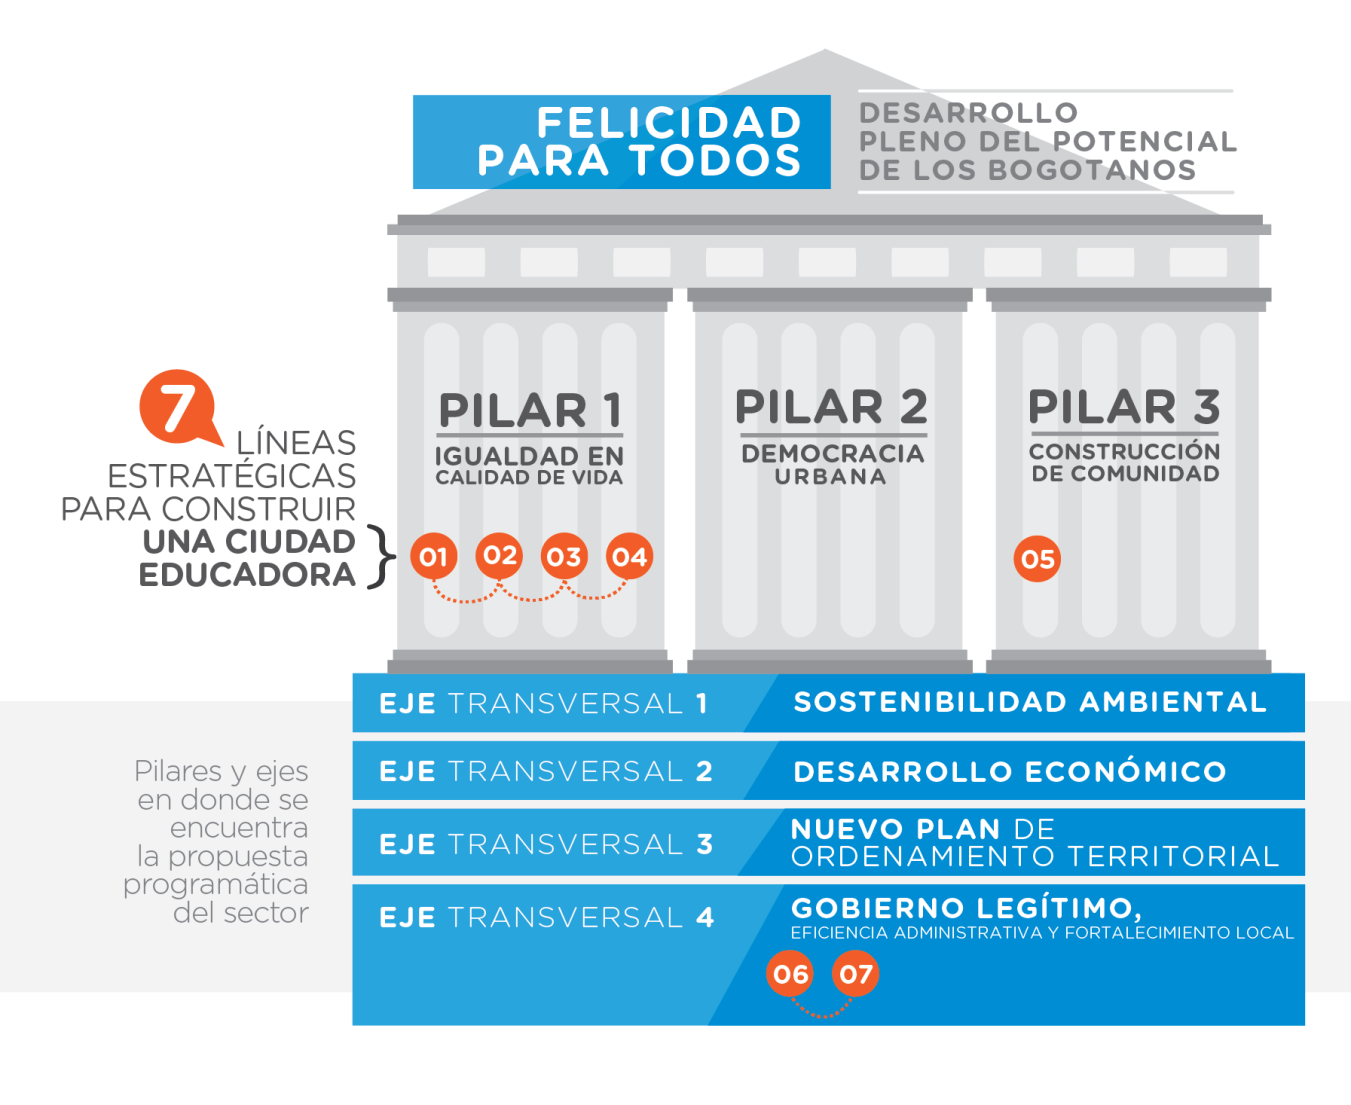 FELICIDAD
PARA TODOS
DESARROLLO
PLENO DEL POTENCIAL
DE LOS BOGOTANOS
7
LÍNEAS
ESTRATÉGICAS
PARA CONSTRUIR
UNA CIUDAD
EDUCADORA
PILAR 1
IGUALDAD EN
CALIDAD DE VIDA
01 02 03 04
PILAR 2
DEMOCRACIA
URBANA
PILAR 3
CONSTRUCCIÓN
DE COMUNIDAD
05
Pilares y ejes
en donde se
encuentra
la propuesta
programática
del sector
EJE TRANSVERSAL 1
SOSTENIBILIDAD AMBIENTAL
EJE TRANSVERSAL 2
DESARROLLO ECONÓMICO
EJE TRANSVERSAL 3
NUEVO PLAN DE
ORDENAMIENTO TERRITORIAL
EJE TRANSVERSAL 4
GOBIERNO LEGÍTIMO,
EFICIENCIA ADMINISTRATIVA Y FORTALECIMIENTO LOCAL
06 07